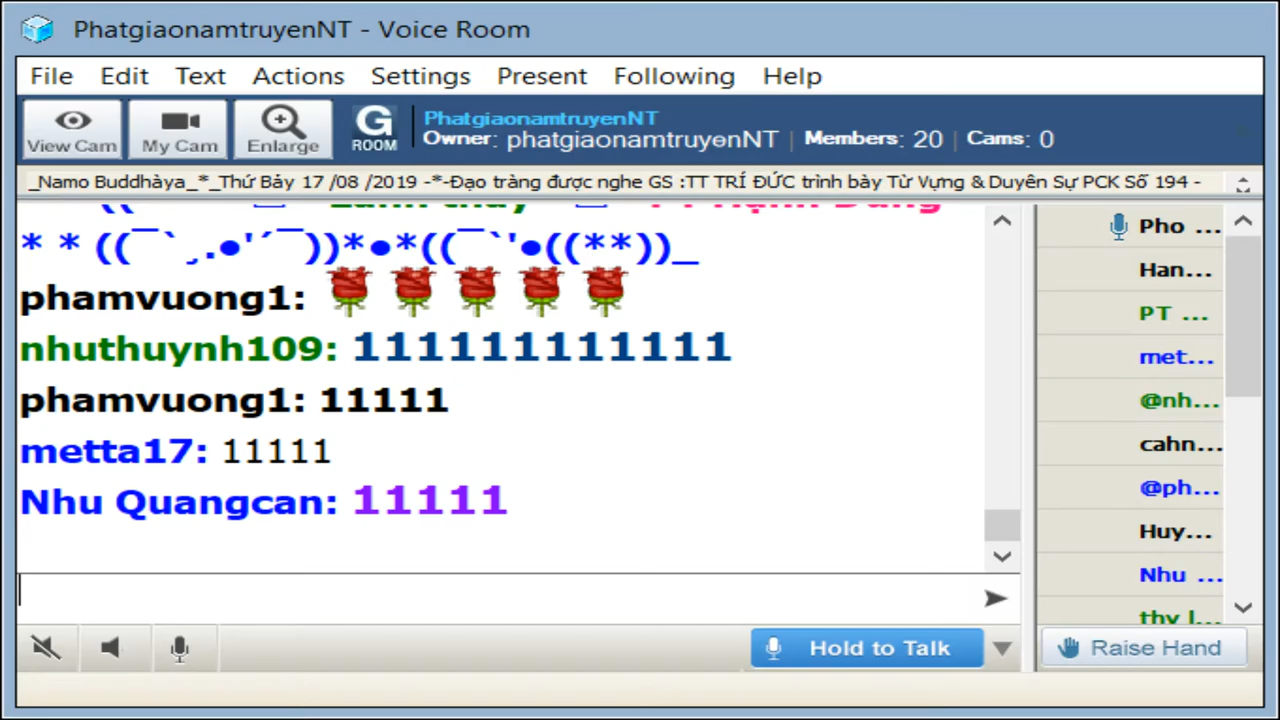 PhatgiaonamtruyenNT - Voice Room
File Edit Text Actions Settings Present Following Help
View Cam My Cam Enlarge G ROOM
PhatgiaonamtruyenNT
Owner: phatgiaonamtruyenNT | Members: 20 | Cams: 0
_Namo Buddhàya_*_Thứ Bảy 17 /08 /2019 -*-Đạo tràng được nghe GS :TT TRÍ ĐỨC trình bày Từ Vựng & Duyên Sự PCK Số 194 -
* * ((¯`¸.●'´¯))*●*((¯`'●((**))_
phamvuong1:
nhuthuynh109: 111111111111
phamvuong1: 11111
metta17: 11111
Nhu Quangcan: 11111
Pho ...
Han...
PT ...
met...
@nh...
cahn...
@ph...
Huy...
Nhu ...
thy l...
Hold to Talk
Raise Hand